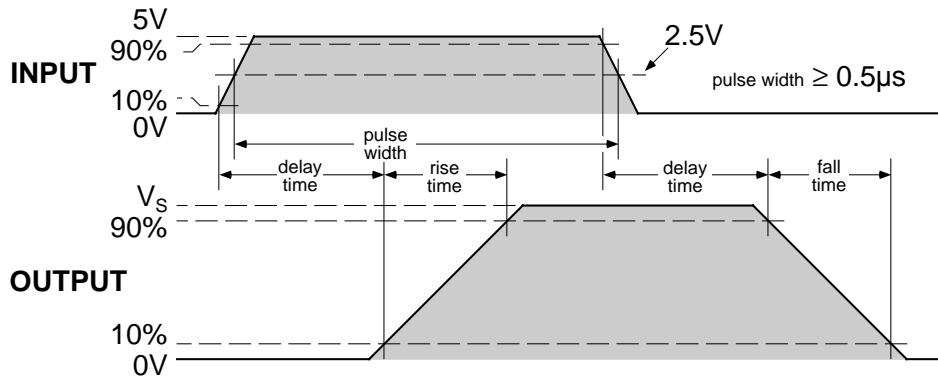 5V
90%
2.5V
INPUT
pulse width ≥ 0.5µs
10%
0V
pulse
width
delay
time
rise
time
delay
time
fall
time
VS
90%
OUTPUT
10%
0V